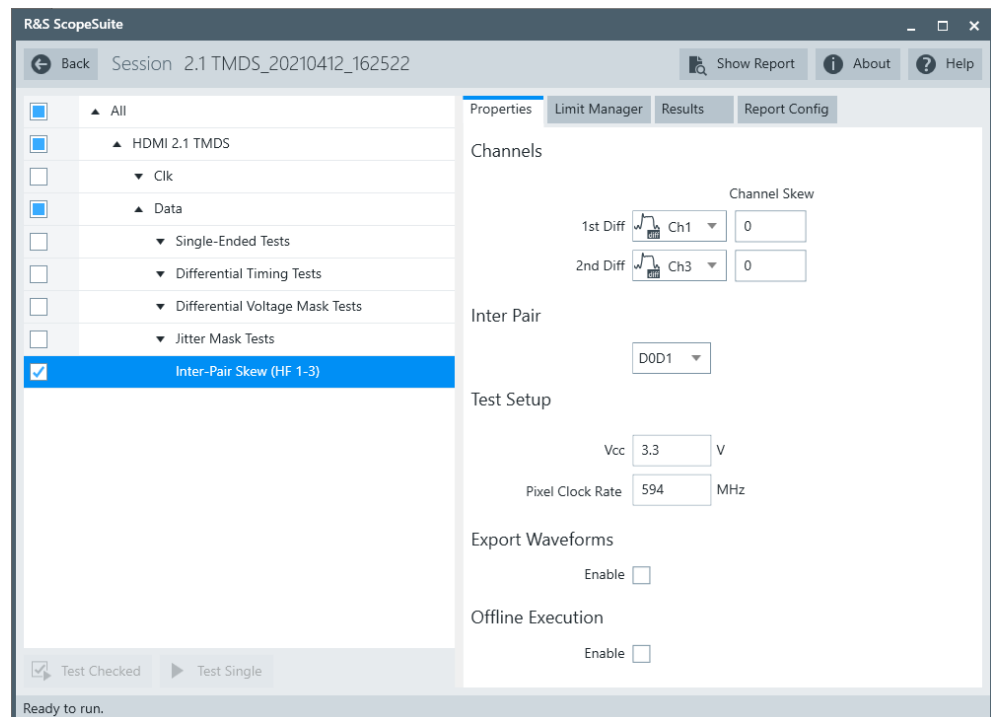 R&S ScopeSuite
Back Session 2.1 TMDS_20210412_162522 Show Report About Help
All
HDMI 2.1 TMDS
Clk
Data
Single-Ended Tests
Differential Timing Tests
Differential Voltage Mask Tests
Jitter Mask Tests
Inter-Pair Skew (HF 1-3)
Test Checked Test Single
Properties Limit Manager Results Report Config
Channels
Channel Skew
1st Diff diff Ch1 0
2nd Diff diff Ch3 0
Inter Pair
D0D1
Test Setup
Vcc 3.3 V
Pixel Clock Rate 594 MHz
Export Waveforms
Enable
Offline Execution
Enable
Ready to run.